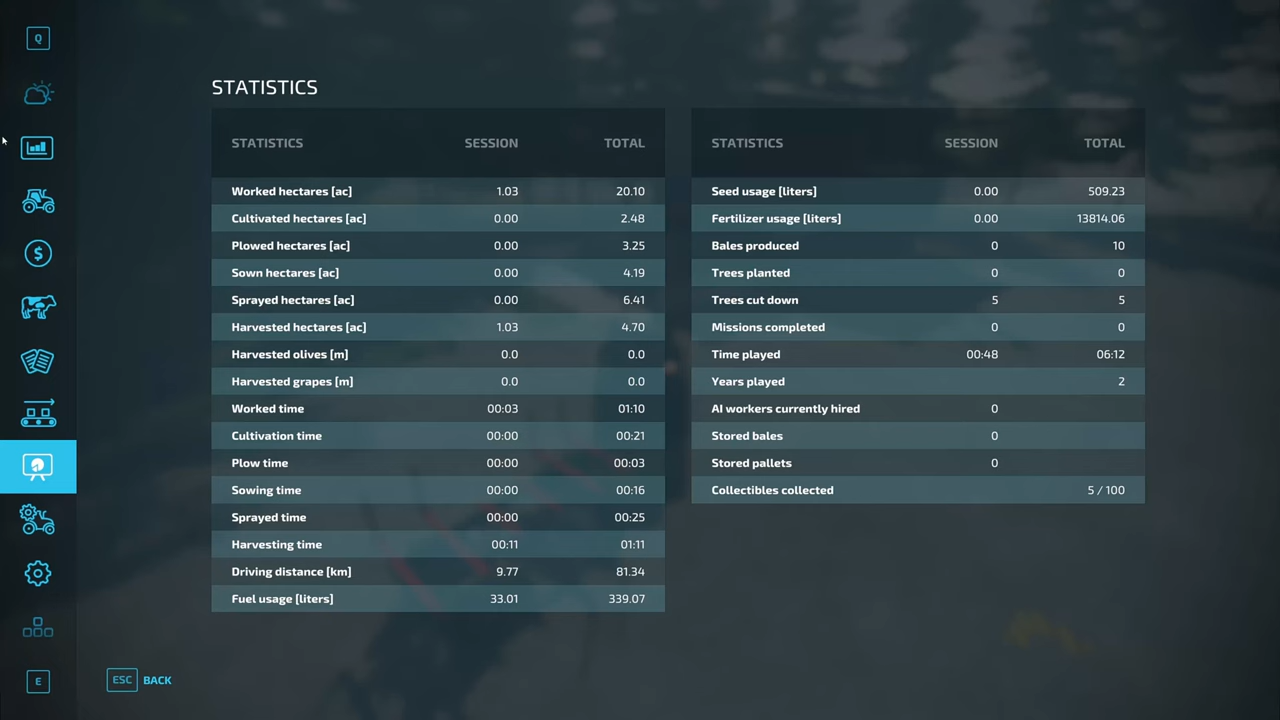 Q
STATISTICS
STATISTICS SESSION TOTAL
Worked hectares [ac] 1.03 20.10
Cultivated hectares [ac] 0.00 2.48
Plowed hectares [ac] 0.00 3.25
Sown hectares [ac] 0.00 4.19
Sprayed hectares [ac] 0.00 6.41
Harvested hectares [ac] 1.03 4.70
Harvested olives [m] 0.0 0.0
Harvested grapes [m] 0.0 0.0
Worked time 00:03 01:10
Cultivation time 00:00 00:21
Plow time 00:00 00:03
Sowing time 00:00 00:16
Sprayed time 00:00 00:25
Harvesting time 00:11 01:11
Driving distance [km] 9.77 81.34
Fuel usage [liters] 33.01 339.07
STATISTICS SESSION TOTAL
Seed usage [liters] 0.00 509.23
Fertilizer usage [liters] 0.00 13814.06
Bales produced 0 10
Trees planted 0 0
Trees cut down 5 5
Missions completed 0 0
Time played 00:48 06:12
Years played 2
AI workers currently hired 0
Stored bales 0
Stored pallets 0
Collectibles collected 5 / 100
E
ESC BACK